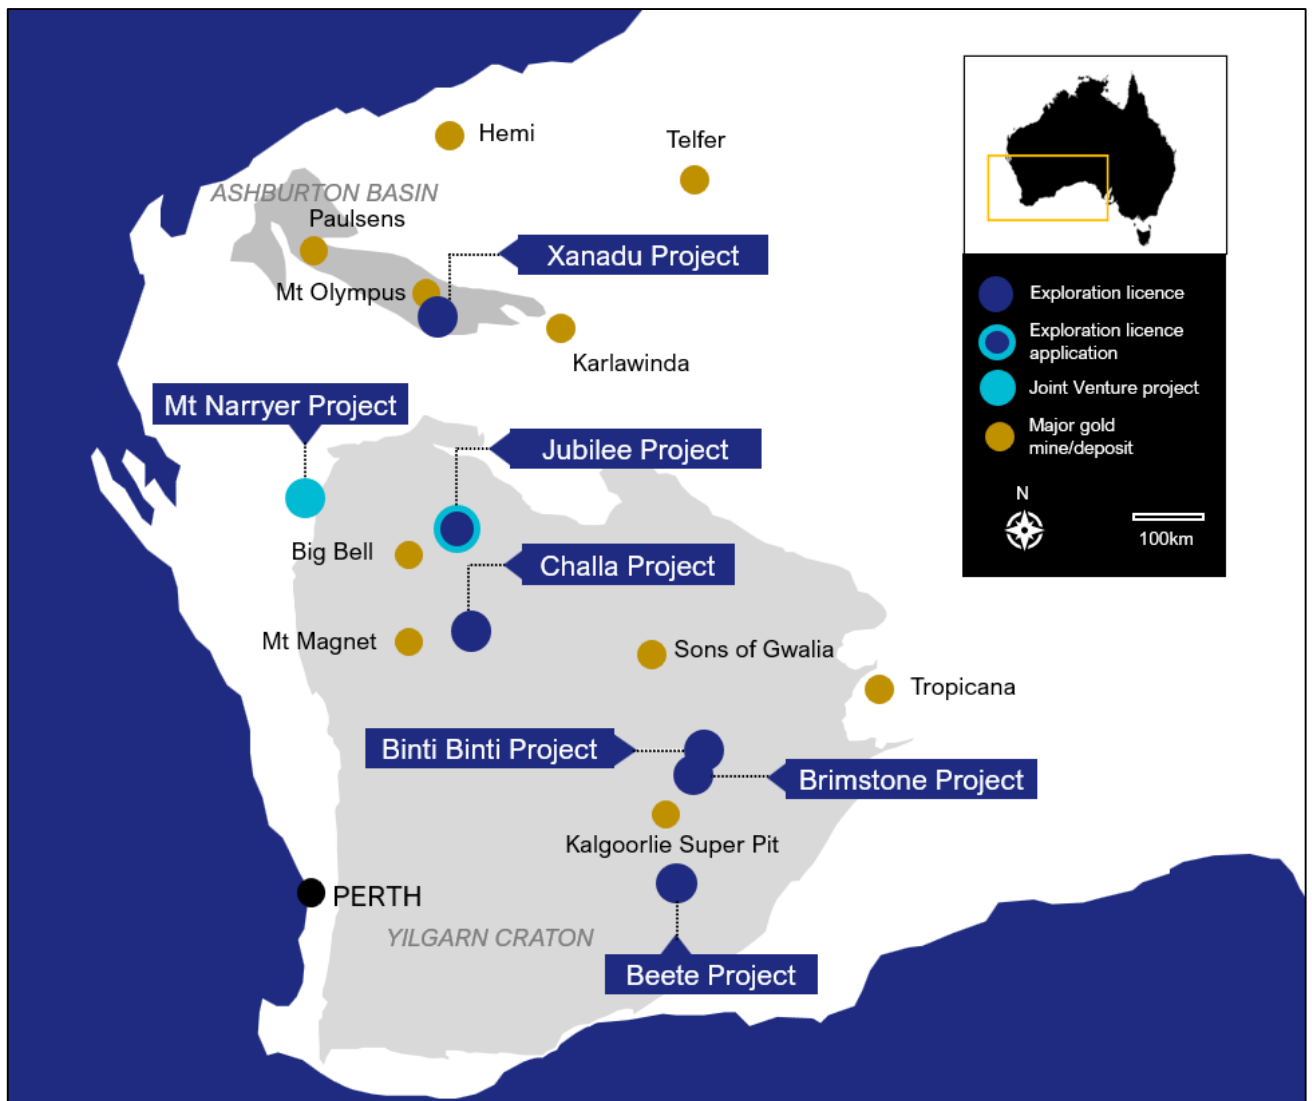 Hemi
Telfer
ASHBURTON BASIN
Paulsens
Xanadu Project
Mt Olympus
Karlawinda
Mt Narryer Project
Jubilee Project
Big Bell
Challa Project
Mt Magnet
Sons of Gwalia
Tropicana
Binti Binti Project
Brimstone Project
Kalgoorlie Super Pit
PERTH
YILGARN CRATON
Beete Project
Exploration licence
Exploration licence
application
Joint Venture project
Major gold
mine/deposit
N
100km